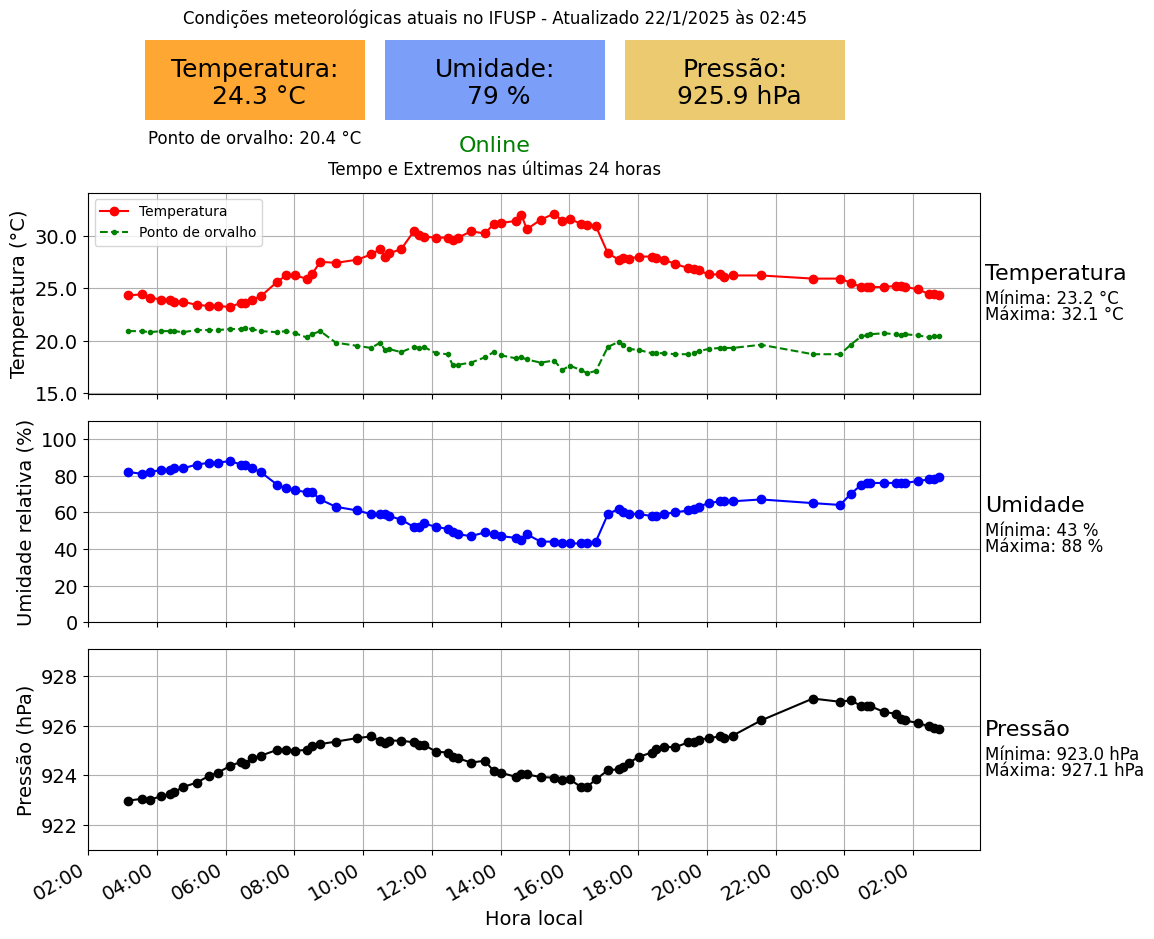 Condições meteorológicas atuais no IFUSP - Atualizado 22/1/2025 às 02:45
Temperatura:
24.3 °C
Umidade:
79 %
Pressão:
925.9 hPa
Ponto de orvalho: 20.4 °C
Online
Tempo e Extremos nas últimas 24 horas
Temperatura (°C)
30.0
25.0
20.0
15.0
Temperatura
Ponto de orvalho
Temperatura
Mínima: 23.2 °C
Máxima: 32.1 °C
Umidade relativa (%)
100
80
60
40
20
0
Umidade
Mínima: 43 %
Máxima: 88 %
Pressão (hPa)
928
926
924
922
Pressão
Mínima: 923.0 hPa
Máxima: 927.1 hPa
02:00
04:00
06:00
08:00
10:00
12:00
14:00
16:00
18:00
20:00
22:00
00:00
02:00
Hora local